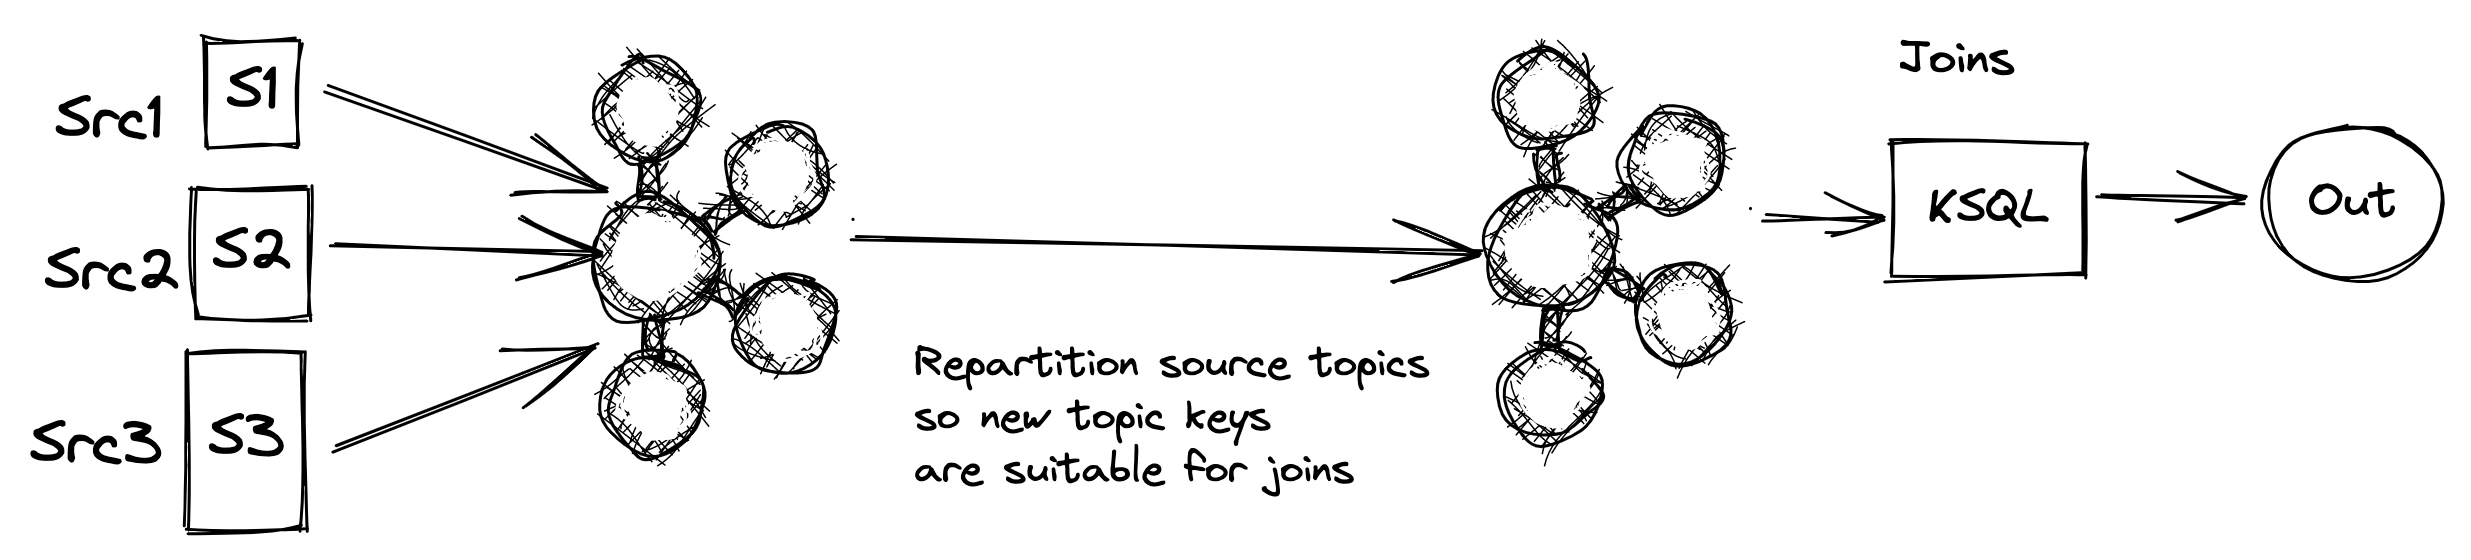 Src1
S1
Src2
S2
Src3
S3
Repartition source topics
so new topic keys
are suitable for joins
Joins
KSQL
Out